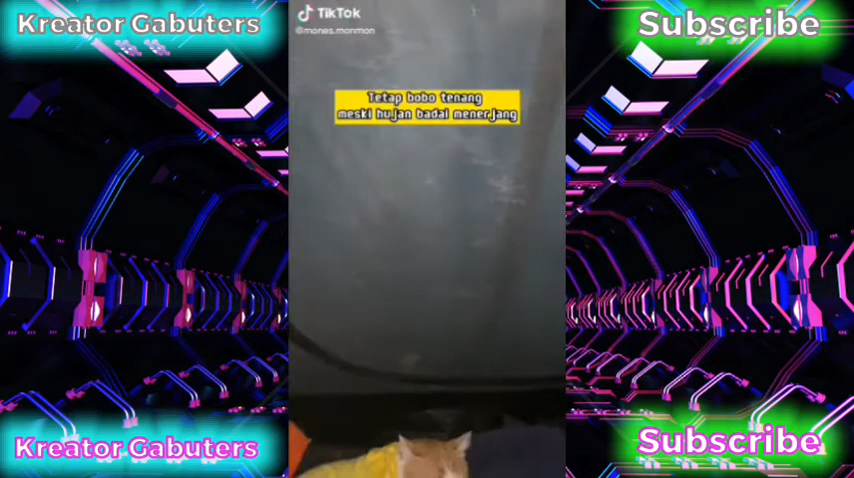 Kreator Gabuters
TikTok
@mones.monmon
Subscribe
Tetap bobo tenang
meski hujan badai menerjang
Kreator Gabuters
Subscribe